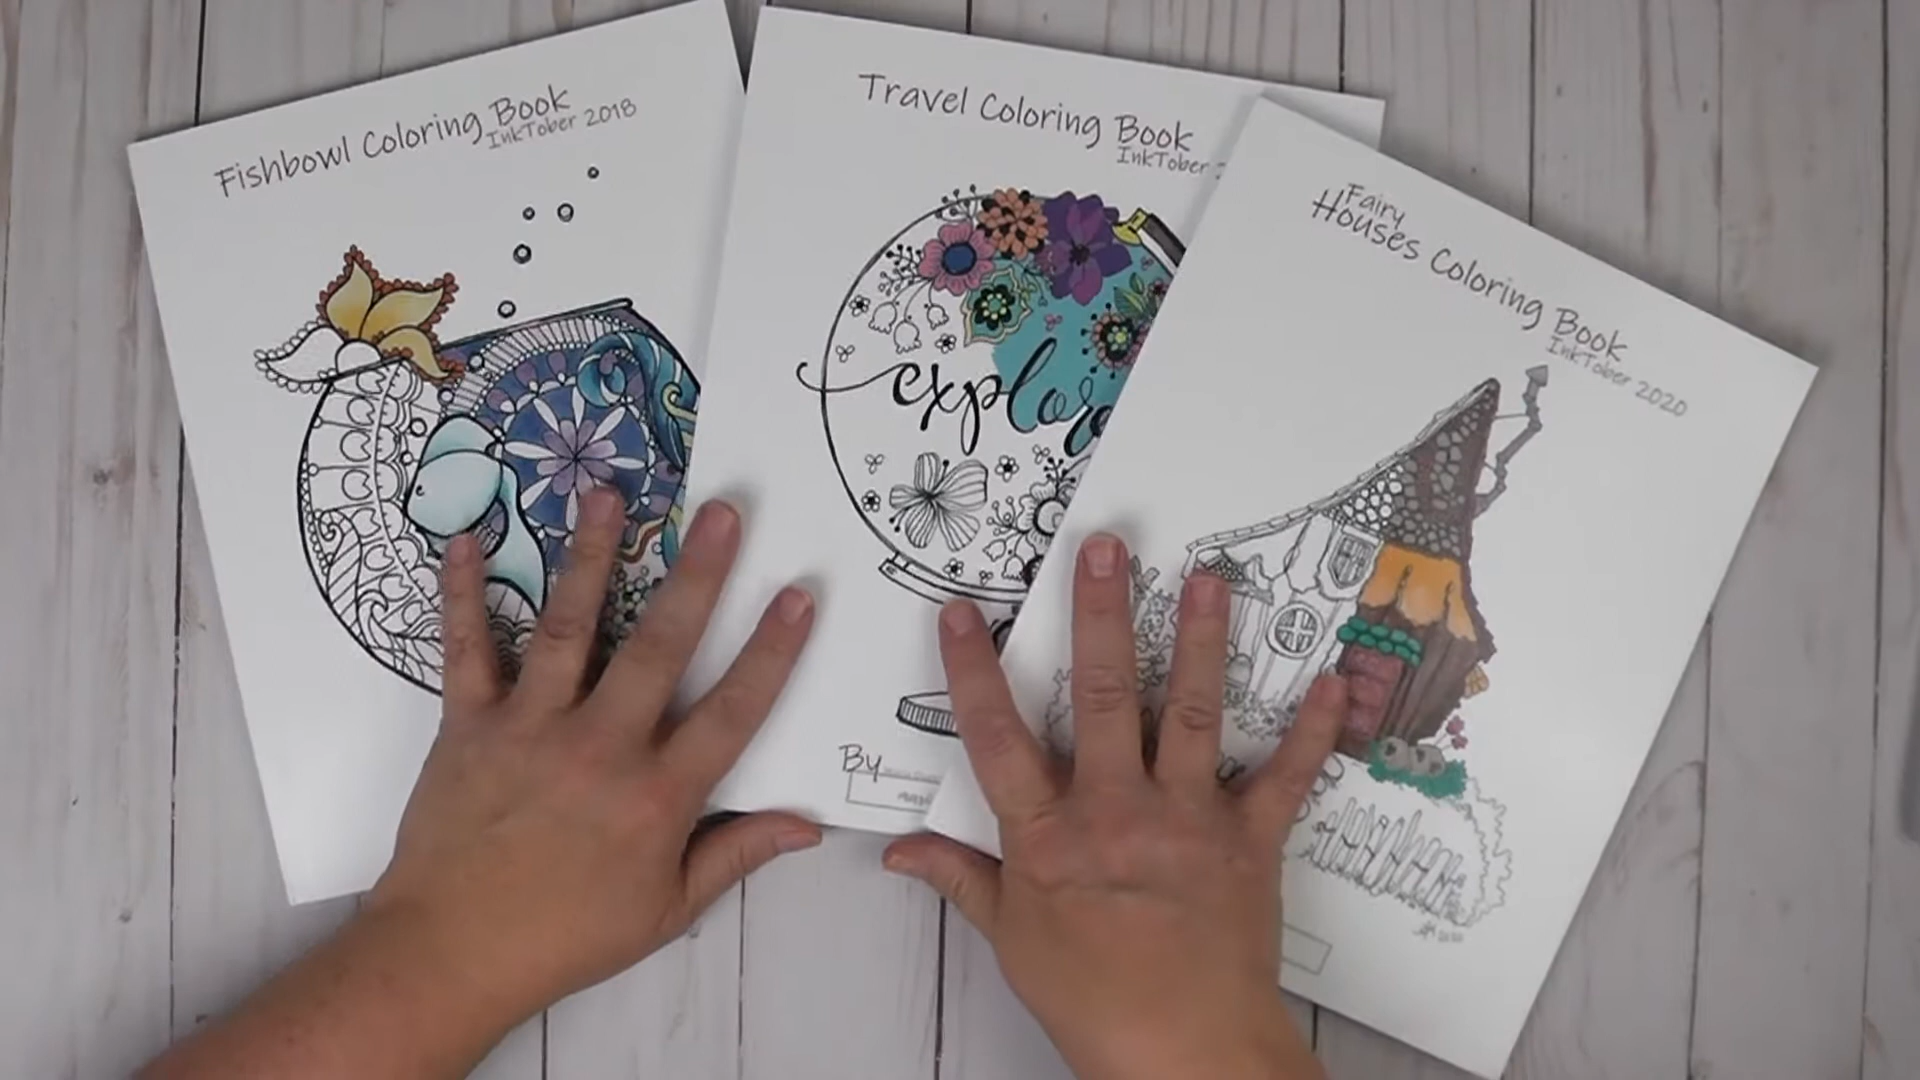 Fishbowl Coloring Book
InkTober 2018
Travel Coloring Book
InkTober
explore
By
Fairy
Houses Coloring Book
InkTober 2020